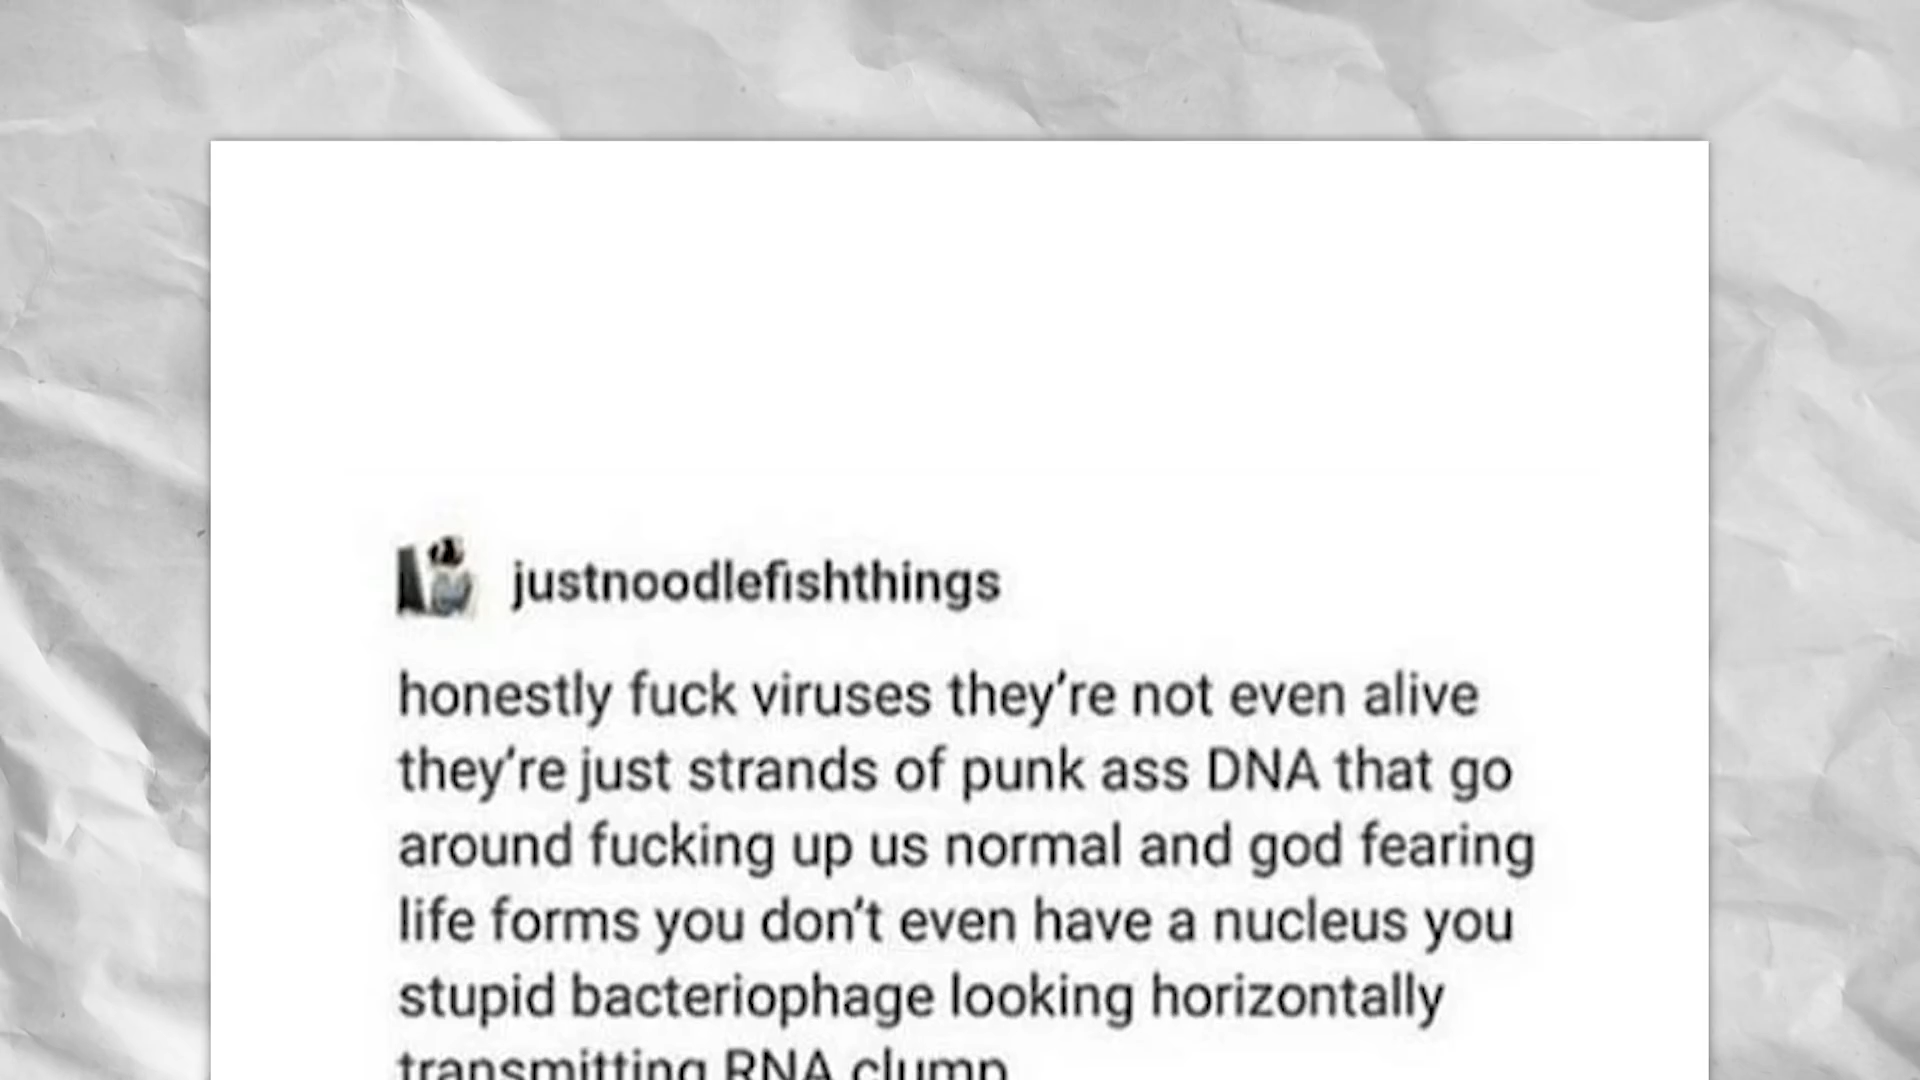 justnoodlefishthings
honestly fuck viruses they’re not even alive
they’re just strands of punk ass DNA that go
around fucking up us normal and god fearing
life forms you don’t even have a nucleus you
stupid bacteriophage looking horizontally
transmitting RNA clump